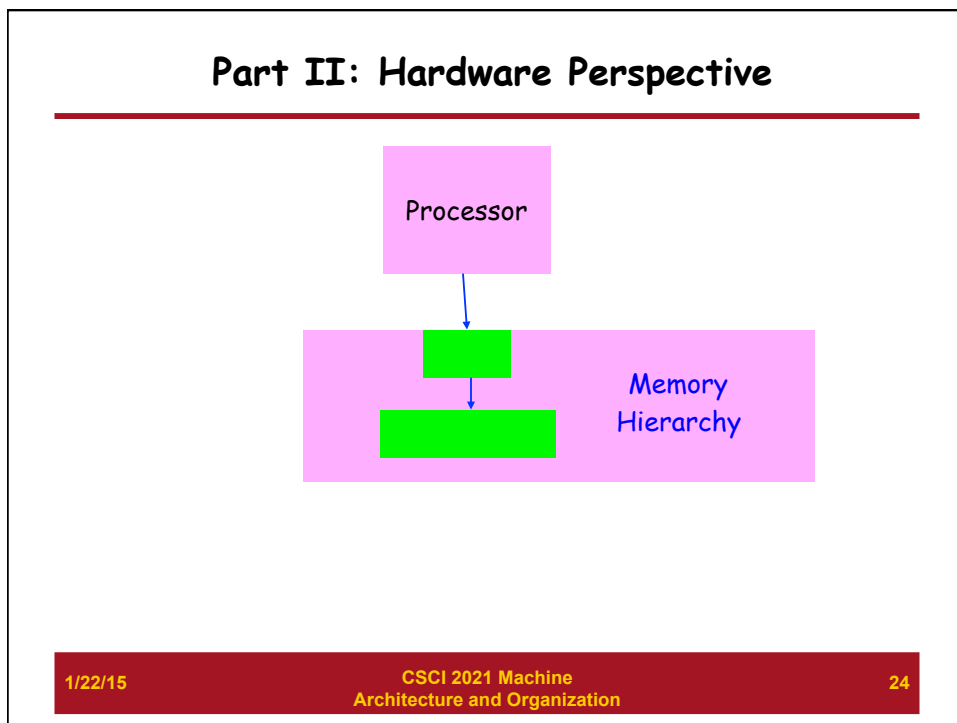 Part II: Hardware Perspective
Processor
Memory
Hierarchy
1/22/15
CSCI 2021 Machine
Architecture and Organization
24